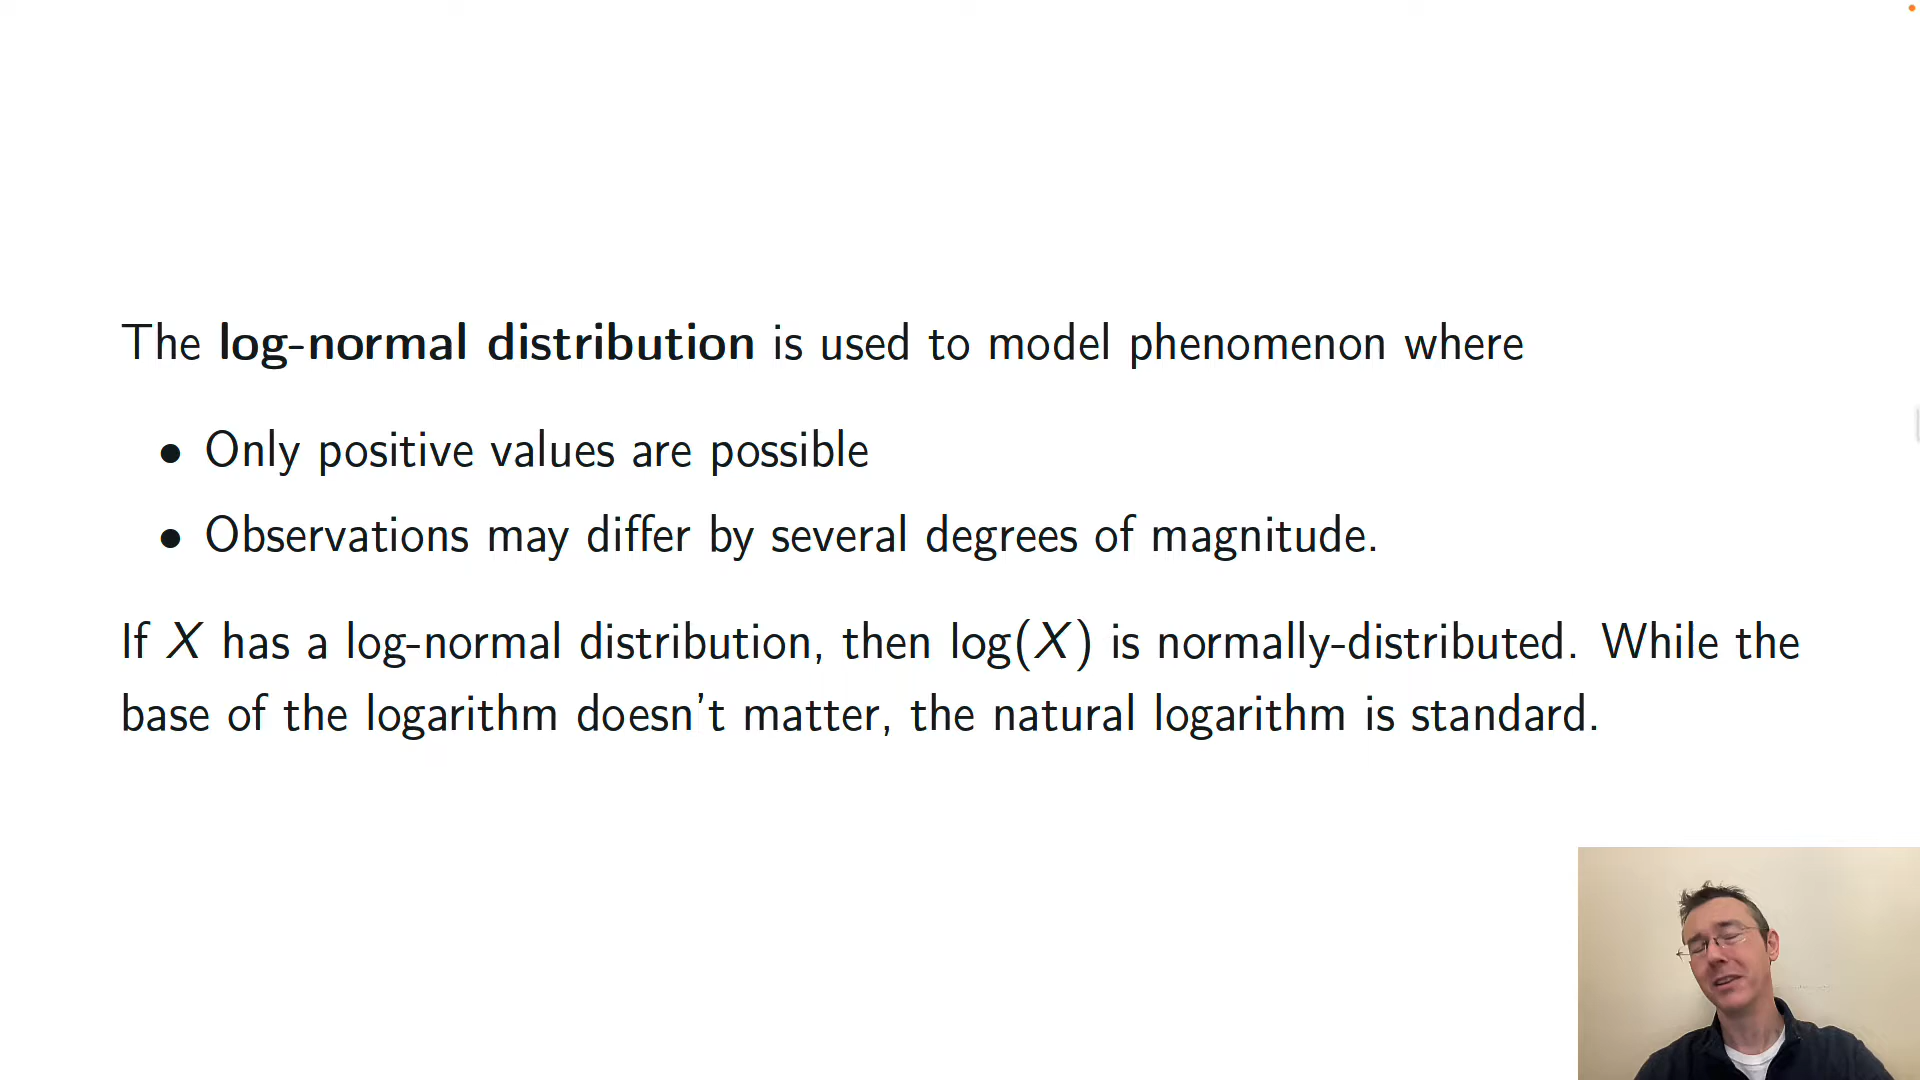 The log-normal distribution is used to model phenomenon where
• Only positive values are possible
• Observations may differ by several degrees of magnitude.
If X has a log-normal distribution, then log(X) is normally-distributed. While the
base of the logarithm doesn't matter, the natural logarithm is standard.